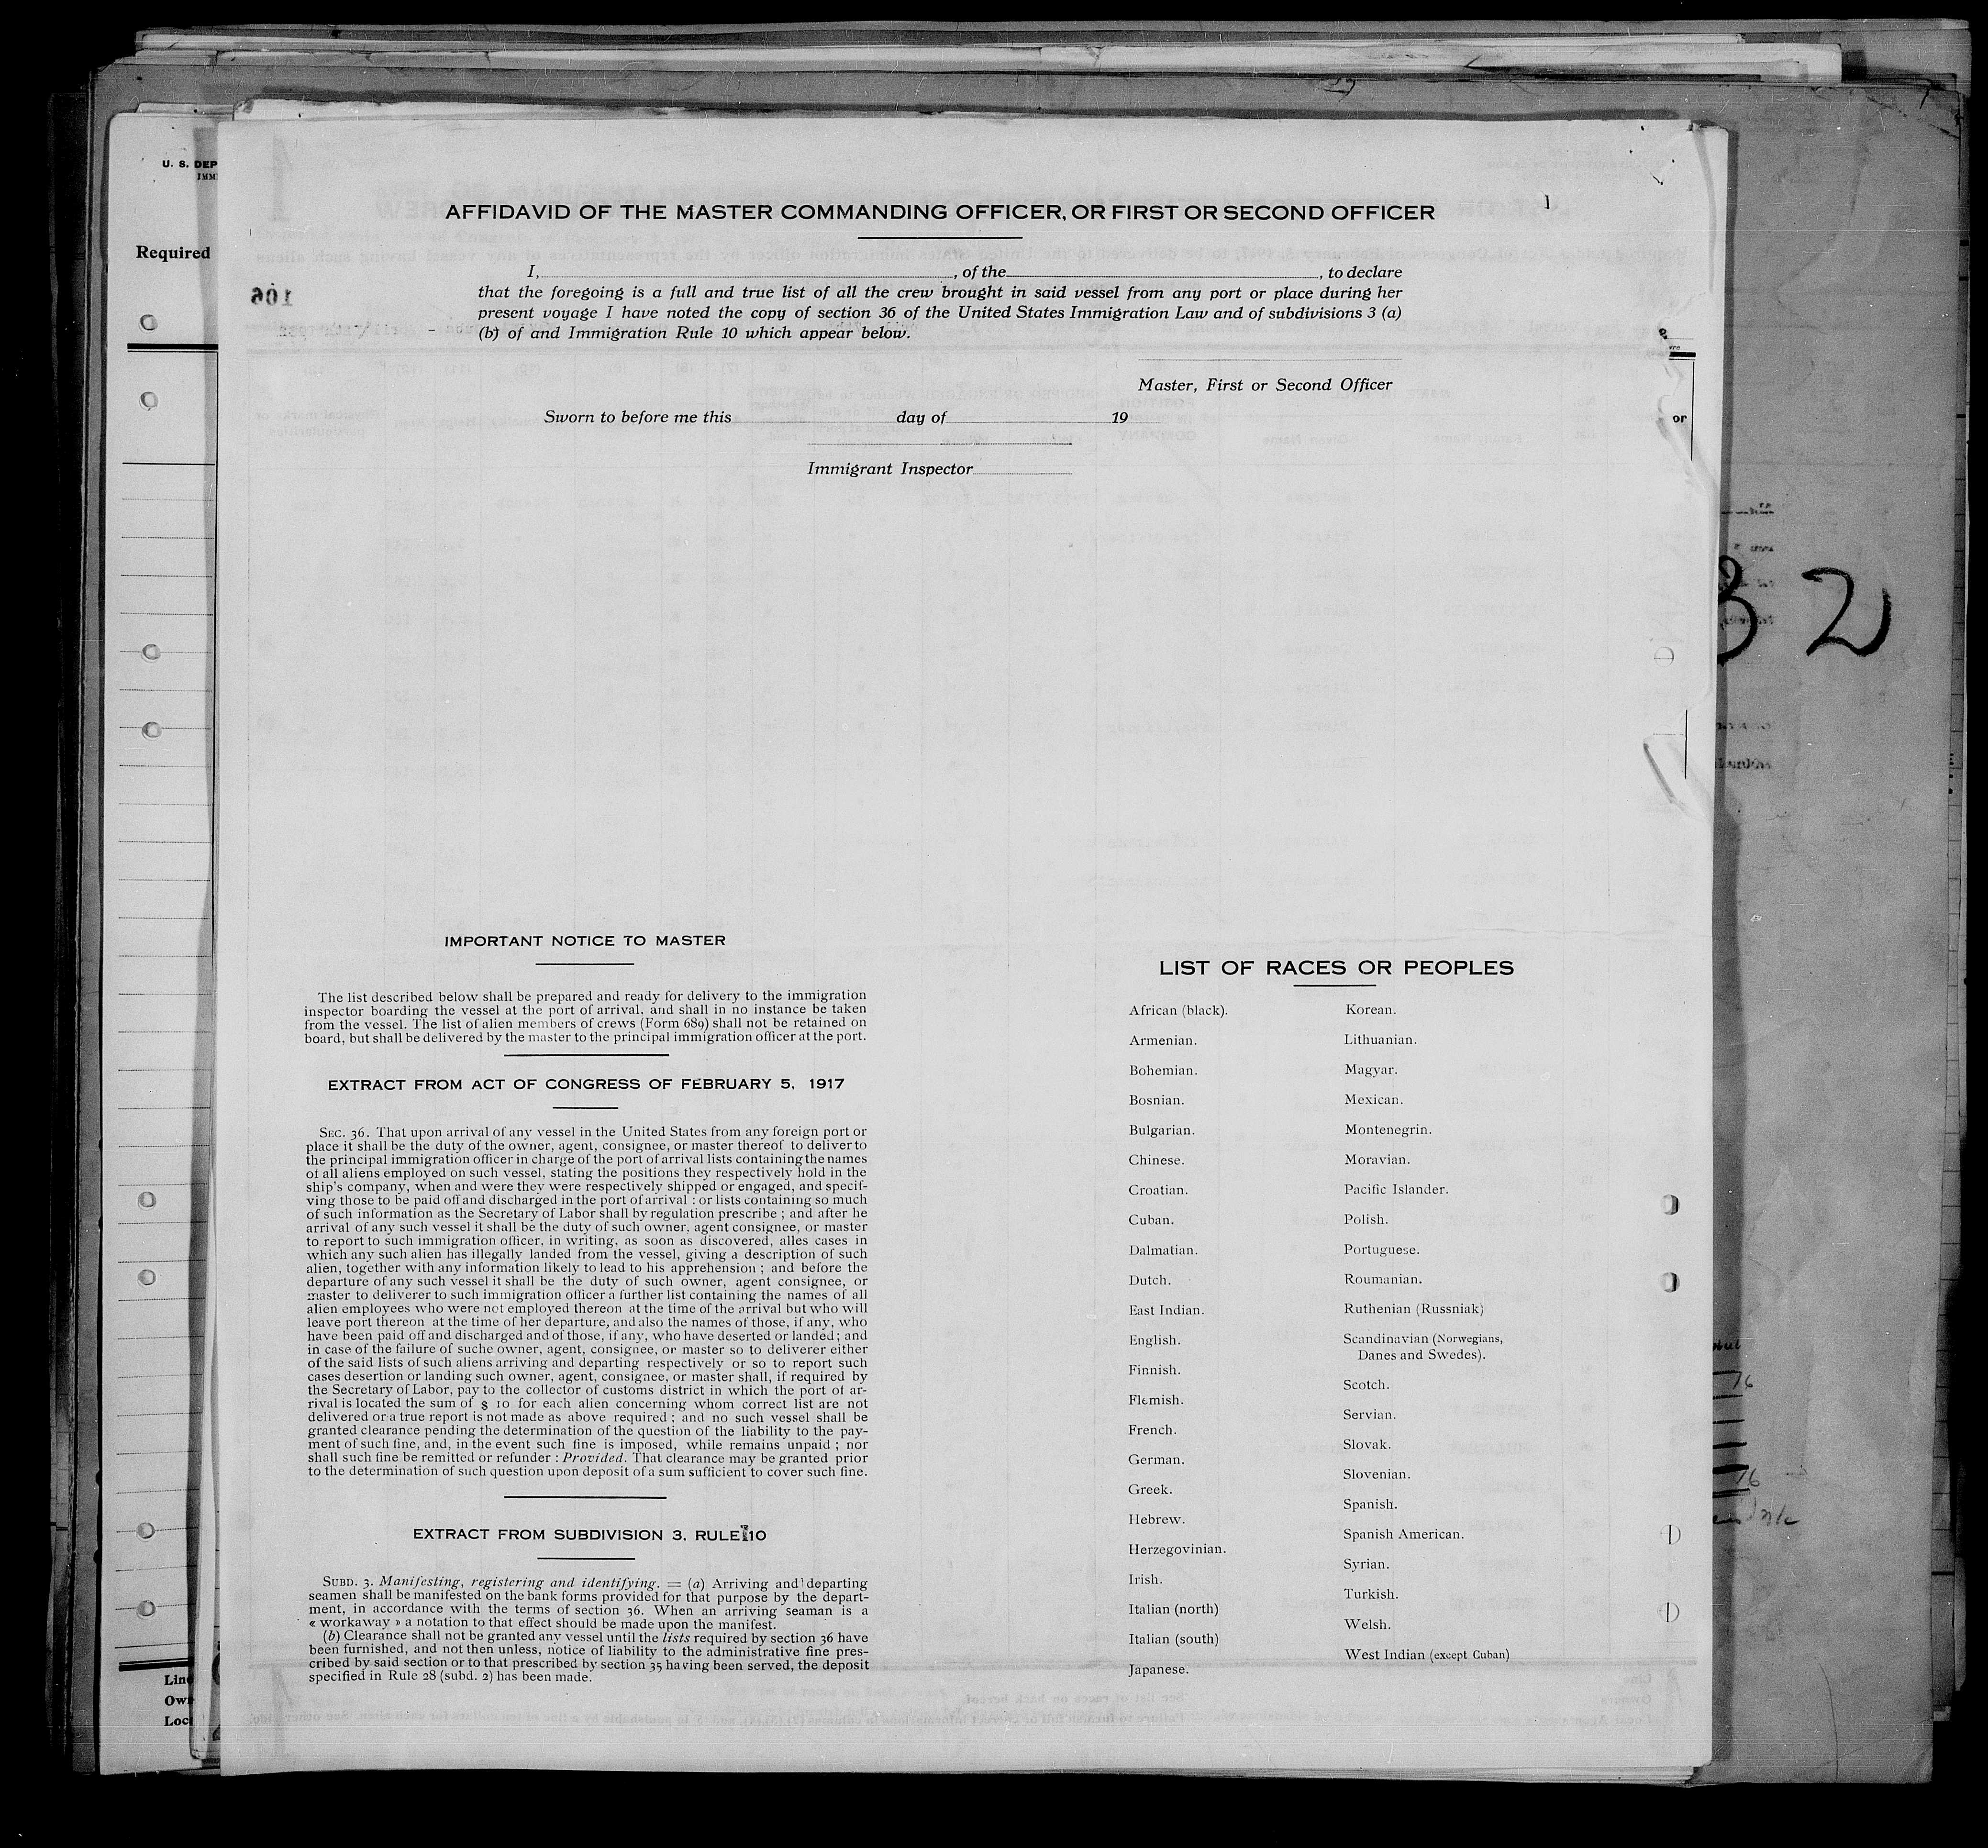 U. S. DEP
IMM
Required
1
AFFIDAVID OF THE MASTER COMMANDING OFFICER, OR FIRST OR SECOND OFFICER
I, , of the , to declare
that the foregoing is a full and true list of all the crew brought in said vessel from any port or place during her
present voyage I have noted the copy of section 36 of the United States Immigration Law and of subdivisions 3 (a)
(b) of and Immigration Rule 10 which appear below.
106
Master, First or Second Officer
Sworn to before me this day of 19
or
Immigrant Inspector
32
IMPORTANT NOTICE TO MASTER
The list described below shall be prepared and ready for delivery to the immigration
inspector boarding the vessel at the port of arrival, and shall in no instance be taken
from the vessel. The list of alien members of crews (Form 689) shall not be retained on
board, but shall be delivered by the master to the principal immigration officer at the port.
EXTRACT FROM ACT OF CONGRESS OF FEBRUARY 5, 1917
SEC. 36. That upon arrival of any vessel in the United States from any foreign port or
place it shall be the duty of the owner, agent, consignee, or master thereof to deliver to
the principal immigration officer in charge of the port of arrival lists containing the names
of all aliens employed on such vessel, stating the positions they respectively hold in the
ship's company, when and were they were respectively shipped or engaged, and specif-
ving those to be paid off and discharged in the port of arrival : or lists containing so much
of such information as the Secretary of Labor shall by regulation prescribe ; and after he
arrival of any such vessel it shall be the duty of such owner, agent consignee, or master
to report to such immigration officer, in writing, as soon as discovered, alles cases in
which any such alien has illegally landed from the vessel, giving a description of such
alien, together with any information likely to lead to his apprehension ; and before the
departure of any such vessel it shall be the duty of such owner, agent consignee, or
master to deliverer to such immigration officer a further list containing the names of all
alien employees who were not employed thereon at the time of the arrival but who will
leave port thereon at the time of her departure, and also the names of those, if any, who
have been paid off and discharged and of those, if any, who have deserted or landed; and
in case of the failure of suche owner, agent, consignee, or master so to deliverer either
of the said lists of such aliens arriving and departing respectively or so to report such
cases desertion or landing such owner, agent, consignee, or master shall, if required by
the Secretary of Labor, pay to the collector of customs district in which the port of ar-
rival is located the sum of $ 10 for each alien concerning whom correct list are not
delivered or a true report is not made as above required ; and no such vessel shall be
granted clearance pending the determination of the question of the liability to the pay-
ment of such fine, and, in the event such fine is imposed, while remains unpaid ; nor
shall such fine be remitted or refunder : Provided. That clearance may be granted prior
to the determination of such question upon deposit of a sum sufficient to cover such fine.
EXTRACT FROM SUBDIVISION 3, RULE 10
SUBD. 3. Manifesting, registering and identifying. = (a) Arriving and departing
seamen shall be manifested on the bank forms provided for that purpose by the depart-
ment, in accordance with the terms of section 36. When an arriving seaman is a
« workaway » a notation to that effect should be made upon the manifest.
(b) Clearance shall not be granted any vessel until the lists required by section 36 have
been furnished, and not then unless, notice of liability to the administrative fine pres-
cribed by said section or to that prescribed by section 35 having been served, the deposit
specified in Rule 28 (subd. 2) has been made.
LIST OF RACES OR PEOPLES
African (black).
Armenian.
Bohemian.
Bosnian.
Bulgarian.
Chinese.
Croatian.
Cuban.
Dalmatian.
Dutch.
East Indian.
English.
Finnish.
Flemish.
French.
German.
Greek.
Hebrew.
Herzegovinian.
Irish.
Italian (north)
Italian (south)
Japanese.
Korean.
Lithuanian.
Magyar.
Mexican.
Montenegrin.
Moravian.
Pacific Islander.
Polish.
Portuguese.
Roumanian.
Ruthenian (Russniak)
Scandinavian (Norwegians,
Danes and Swedes).
Scotch.
Servian.
Slovak.
Slovenian.
Spanish.
Spanish American.
Syrian.
Turkish.
Welsh.
West Indian (except Cuban)
Line
Own
Loc